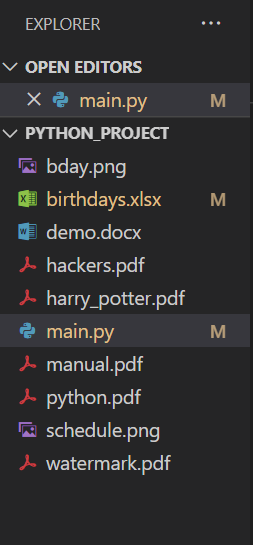 EXPLORER ...
OPEN EDITORS
main.py M
PYTHON_PROJECT
bday.png
birthdays.xlsx M
demo.docx
hackers.pdf
harry_potter.pdf
main.py M
manual.pdf
python.pdf
schedule.png
watermark.pdf